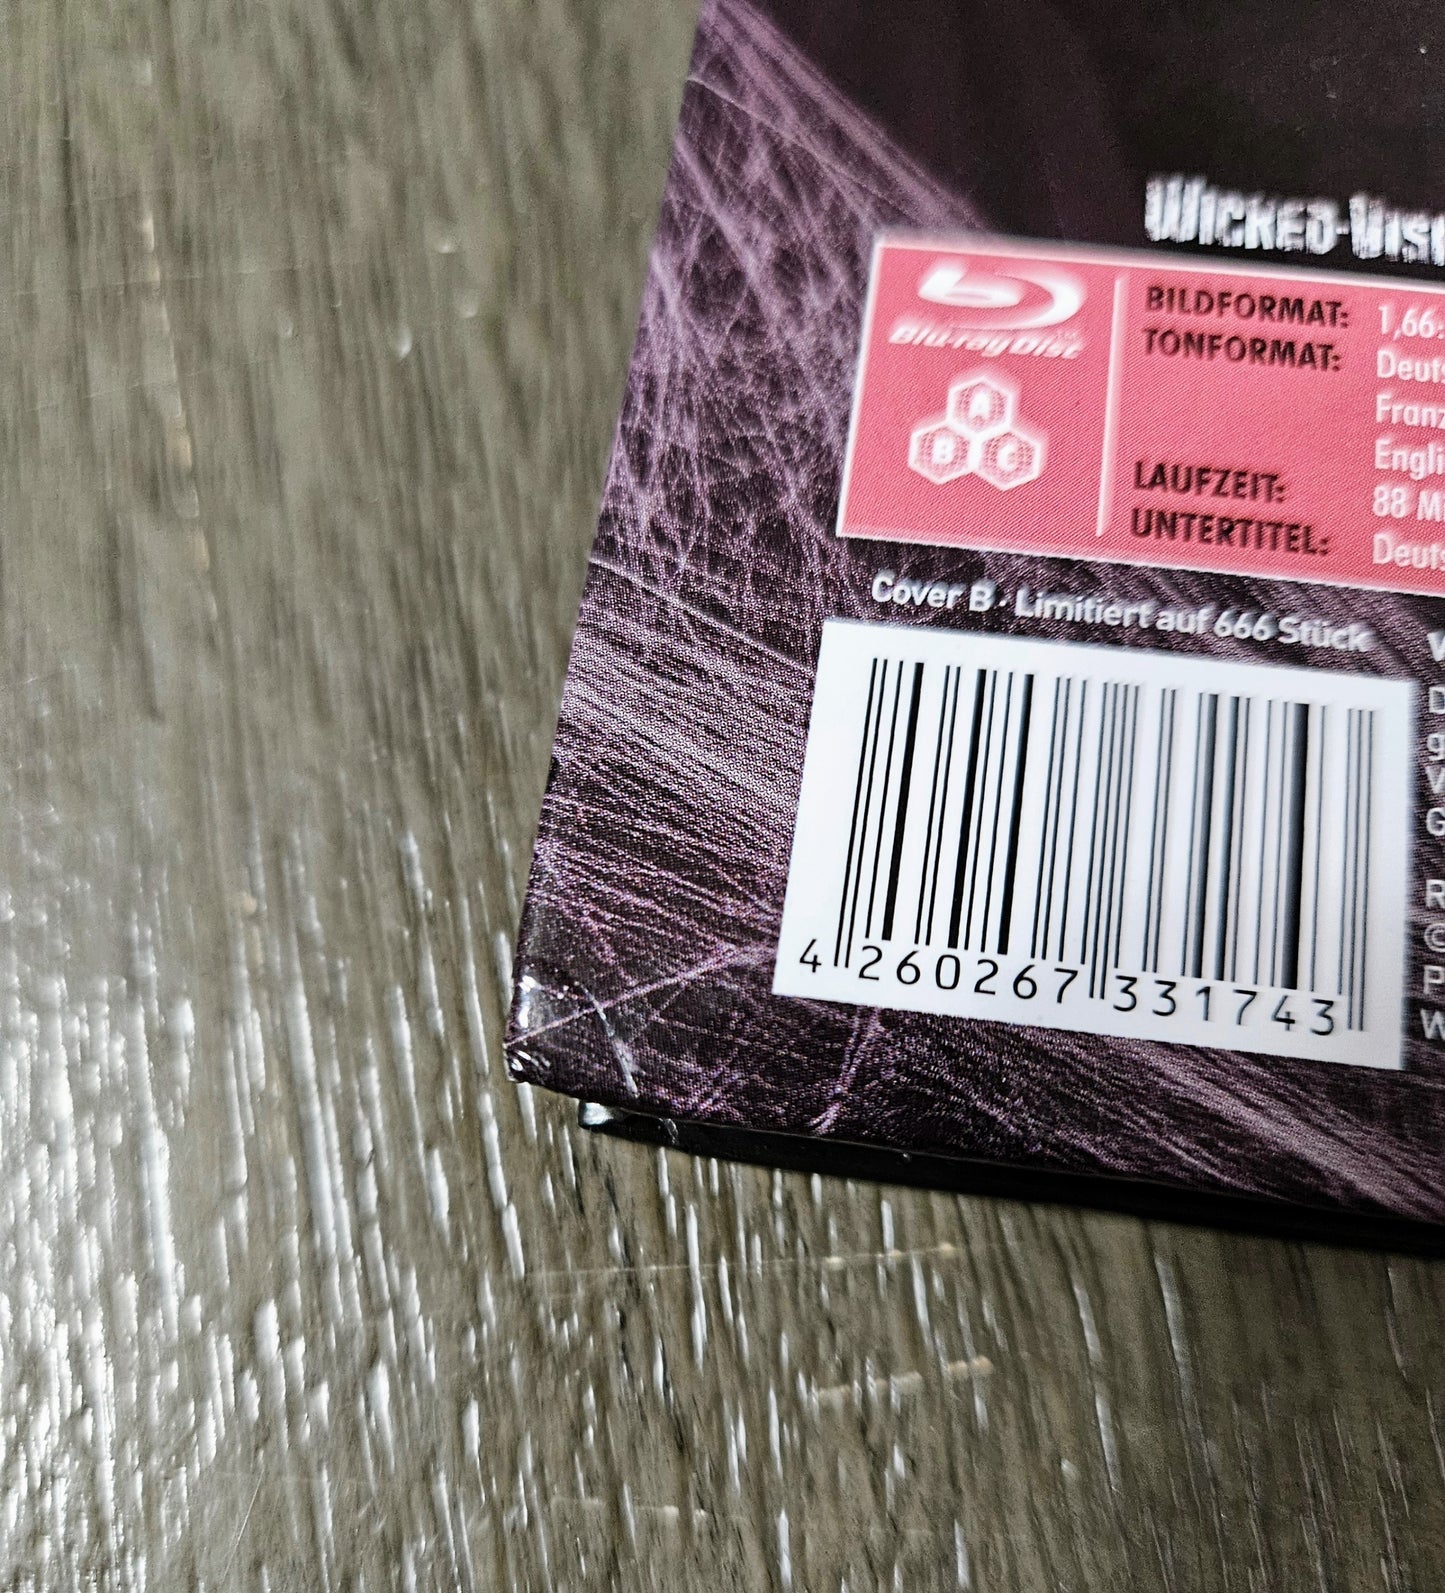 WICKED-VIS
Blu-ray Disc
A
B C
BILDFORMAT: 1,66:
TONFORMAT: Deuts
Franz
Engli
LAUFZEIT: 88 M
UNTERTITEL: Deuts
Cover B · Limitiert auf 666 Stück
4 260267 331743
V
D
g
V
G
R
©
P
W